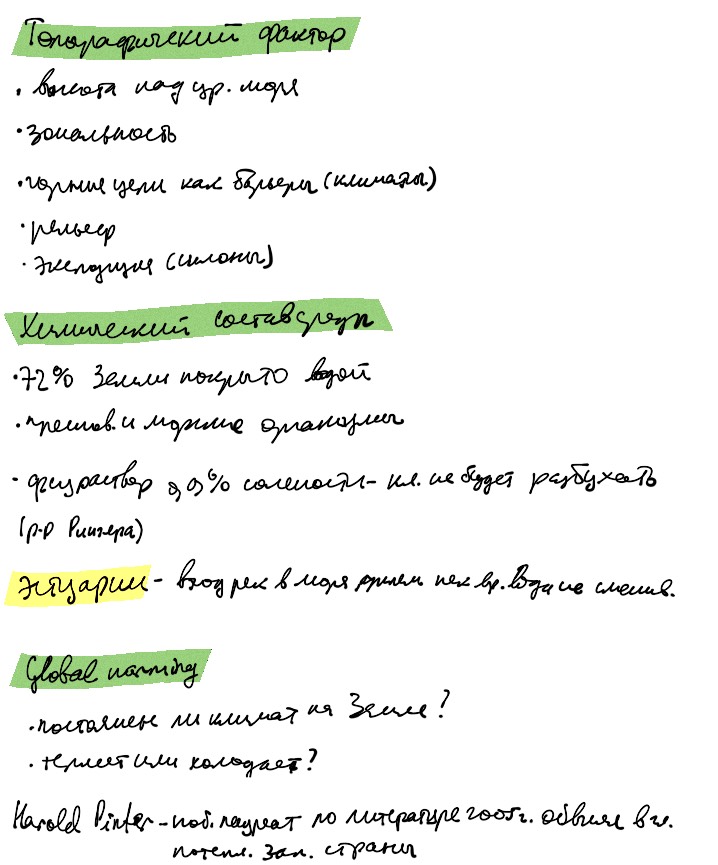 Топографический фактор
• высота над ур. моря
• зональность
• горные цепи как барьеры (климаты)
• рельеф
• экспозиция (склоны)
Химический состав среды
• 72% Земли покрыто водой
• преснов. и морские организмы
• физраствор 0,9% солености - кл. не будет разбухать
(р-р Рингера)
Эстуарии - вход рек в моря, нек. вр. вода не смешив.
Global warming
• постоянен ли климат на Земле?
• теплеет или холодает?
Harold Pinter - ноб. лауреат по литературе 2005г. обвинял в гл.
потепл. зап. страны